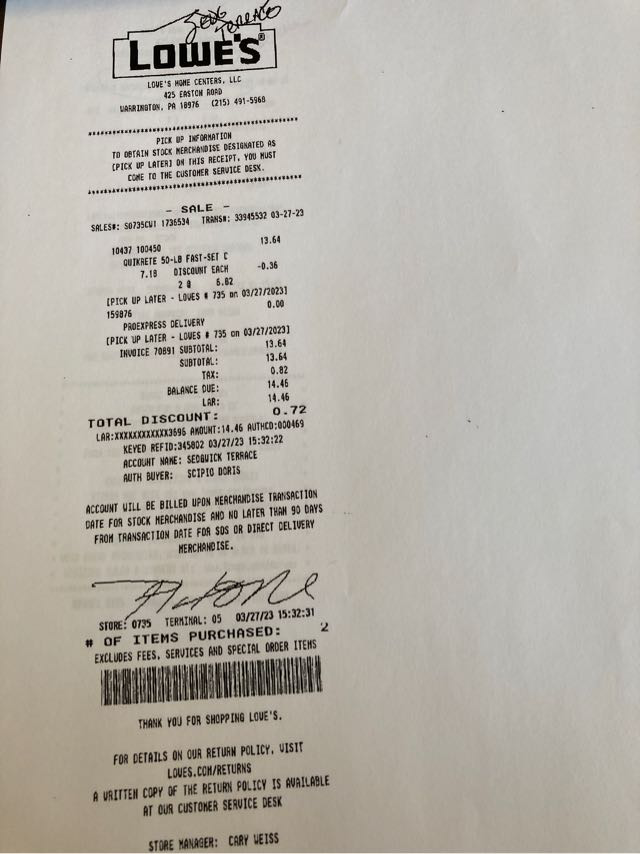 Sedg Terrace
LOWE'S®
LOWE'S HOME CENTERS, LLC
425 EASTON ROAD
WARRINGTON, PA 18976 (215) 491-5968
PICK UP INFORMATION
TO OBTAIN STOCK MERCHANDISE DESIGNATED AS
[PICK UP LATER] ON THIS RECEIPT, YOU MUST
COME TO THE CUSTOMER SERVICE DESK.
- SALE -
SALES#: S0735CW1 1736534 TRANS#: 33945532 03-27-23
10437 100450 13.64
QUIKRETE 50-LB FAST-SET C
7.18 DISCOUNT EACH -0.36
2 @ 6.82
[PICK UP LATER - LOWES # 735 on 03/27/2023]
159876 0.00
PROEXPRESS DELIVERY
[PICK UP LATER - LOWES # 735 on 03/27/2023]
INVOICE 70891 SUBTOTAL: 13.64
SUBTOTAL: 13.64
TAX: 0.82
BALANCE DUE: 14.46
LAR: 14.46
TOTAL DISCOUNT: 0.72
LAR:XXXXXXXXXXXX3696 AMOUNT:14.46 AUTHCD:000469
KEYED REFID:345802 03/27/23 15:32:22
ACCOUNT NAME: SEDGWICK TERRACE
AUTH BUYER: SCIPIO DORIS
ACCOUNT WILL BE BILLED UPON MERCHANDISE TRANSACTION
DATE FOR STOCK MERCHANDISE AND NO LATER THAN 90 DAYS
FROM TRANSACTION DATE FOR SOS OR DIRECT DELIVERY
MERCHANDISE.
STORE: 0735 TERMINAL: 05 03/27/23 15:32:31
# OF ITEMS PURCHASED: 2
EXCLUDES FEES, SERVICES AND SPECIAL ORDER ITEMS
THANK YOU FOR SHOPPING LOWE'S.
FOR DETAILS ON OUR RETURN POLICY, VISIT
LOWES.COM/RETURNS
A WRITTEN COPY OF THE RETURN POLICY IS AVAILABLE
AT OUR CUSTOMER SERVICE DESK
STORE MANAGER: CARY WEISS